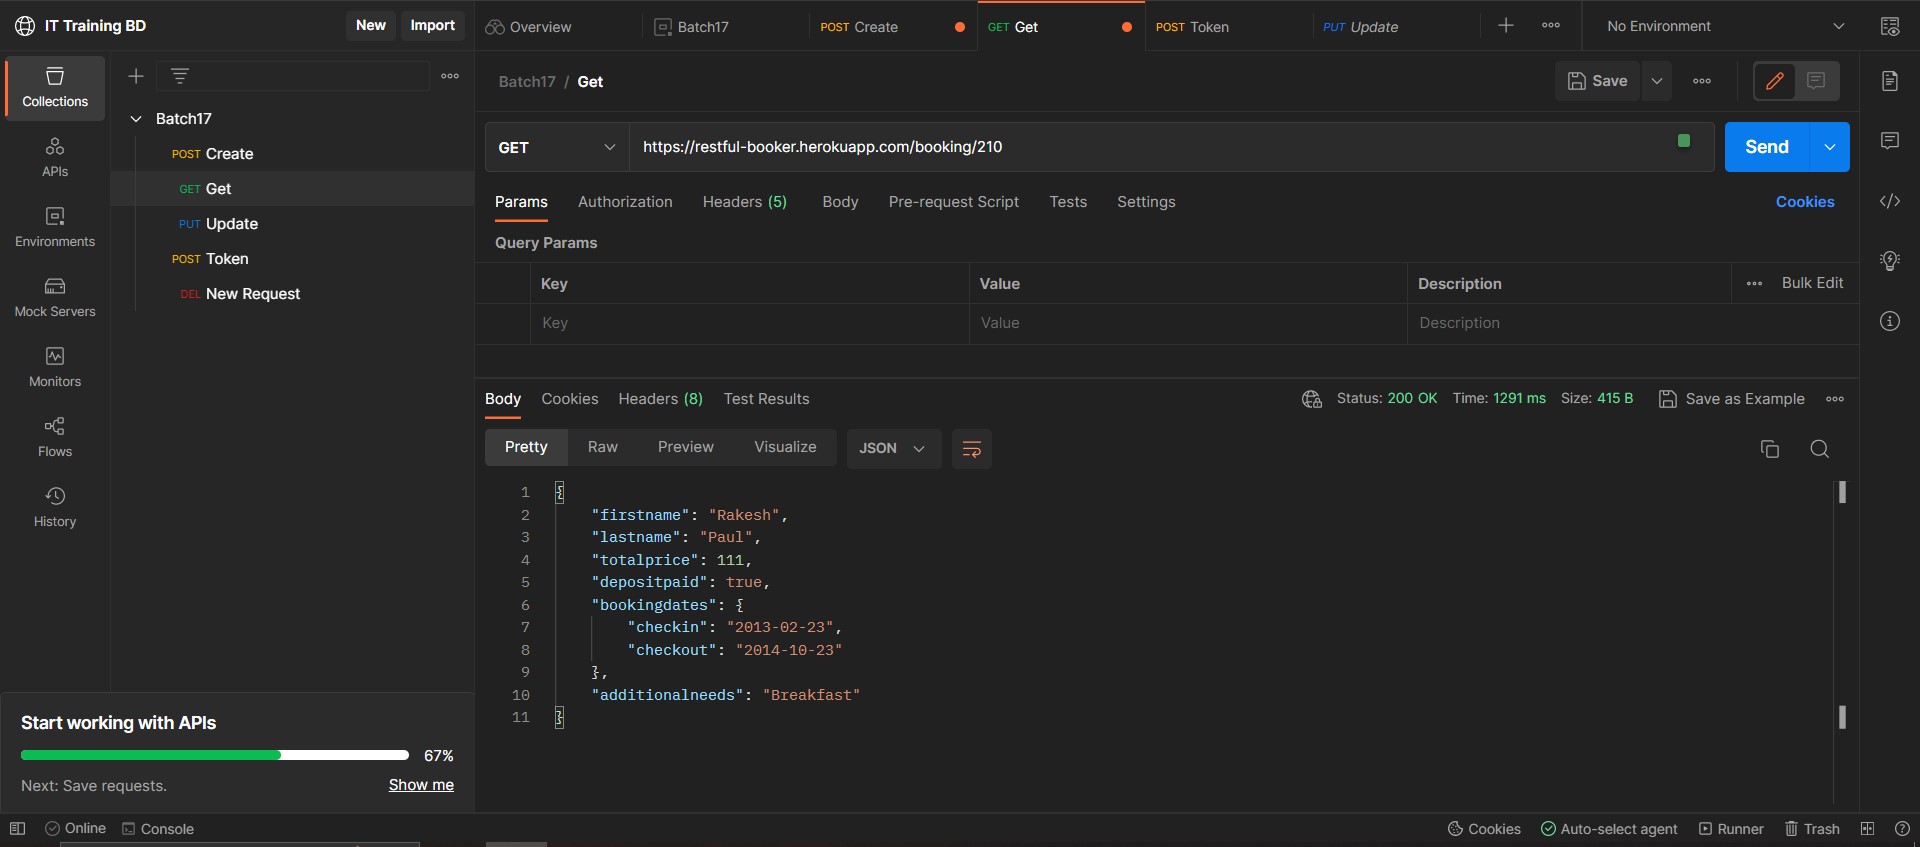 IT Training BD
New
Import
Overview
Batch17
POST Create
GET Get
POST Token
PUT Update
No Environment
Collections
APIs
Environments
Mock Servers
Monitors
Flows
History
Batch17
POST Create
GET Get
PUT Update
POST Token
DEL New Request
Batch17 / Get
Save
GET
https://restful-booker.herokuapp.com/booking/210
Send
Params
Authorization
Headers (5)
Body
Pre-request Script
Tests
Settings
Cookies
Query Params
Key
Value
Description
Bulk Edit
Key
Value
Description
Body
Cookies
Headers (8)
Test Results
Status: 200 OK
Time: 1291 ms
Size: 415 B
Save as Example
Pretty
Raw
Preview
Visualize
JSON
1 {
2 "firstname": "Rakesh",
3 "lastname": "Paul",
4 "totalprice": 111,
5 "depositpaid": true,
6 "bookingdates": {
7 "checkin": "2013-02-23",
8 "checkout": "2014-10-23"
9 },
10 "additionalneeds": "Breakfast"
11 }
Start working with APIs
67%
Next: Save requests.
Show me
Online
Console
Cookies
Auto-select agent
Runner
Trash